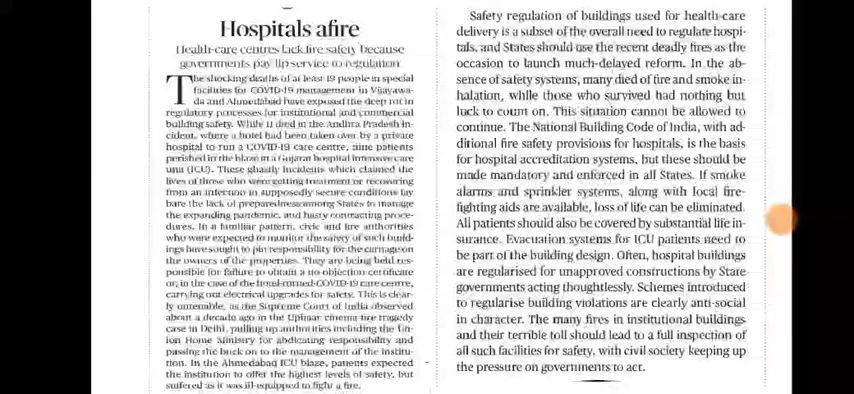 Hospitals afire
Health-care centres lack fire safety because
governments pay lip service to regulation
The shocking deaths of at least 19 people in special
facilities for COVID-19 management in Vijayawa-
da and Ahmedabad have exposed the deep rot in
regulatory processes for institutional and commercial
building safety. While 11 died in the Andhra Pradesh in-
cident, where a hotel had been taken over by a private
hospital to run a COVID-19 care centre, nine patients
perished in the blaze in a Gujarat hospital intensive care
unit (ICU). These ghastly incidents which claimed the
lives of those who were getting treatment or recovering
from an infection in supposedly secure conditions lay
bare the lack of preparedness among States to manage
the expanding pandemic, and hasty contracting proce-
dures. In a familiar pattern, civic and fire authorities
who were expected to monitor the safety of such build-
ings have sought to pin responsibility for the carnage on
the owners of the properties. They are being held res-
ponsible for failure to obtain a no objection certificate
or, in the case of the hotel-turned-COVID-19 care centre,
carrying out electrical upgrades for safety. This is clear-
ly untenable, as the Supreme Court of India observed
about a decade ago in the Uphaar cinema fire tragedy
case in Delhi, pulling up authorities including the Un-
ion Home Ministry for abdicating responsibility and
passing the buck on to the management of the institu-
tion. In the Ahmedabad ICU blaze, patients expected
the institution to offer the highest levels of safety, but
suffered as it was ill-equipped to fight a fire.
Safety regulation of buildings used for health-care
delivery is a subset of the overall need to regulate hospi-
tals, and States should use the recent deadly fires as the
occasion to launch much-delayed reform. In the ab-
sence of safety systems, many died of fire and smoke in-
halation, while those who survived had nothing but
luck to count on. This situation cannot be allowed to
continue. The National Building Code of India, with ad-
ditional fire safety provisions for hospitals, is the basis
for hospital accreditation systems, but these should be
made mandatory and enforced in all States. If smoke
alarms and sprinkler systems, along with local fire-
fighting aids are available, loss of life can be eliminated.
All patients should also be covered by substantial life in-
surance. Evacuation systems for ICU patients need to
be part of the building design. Often, hospital buildings
are regularised for unapproved constructions by State
governments acting thoughtlessly. Schemes introduced
to regularise building violations are clearly anti-social
in character. The many fires in institutional buildings
and their terrible toll should lead to a full inspection of
all such facilities for safety, with civil society keeping up
the pressure on governments to act.